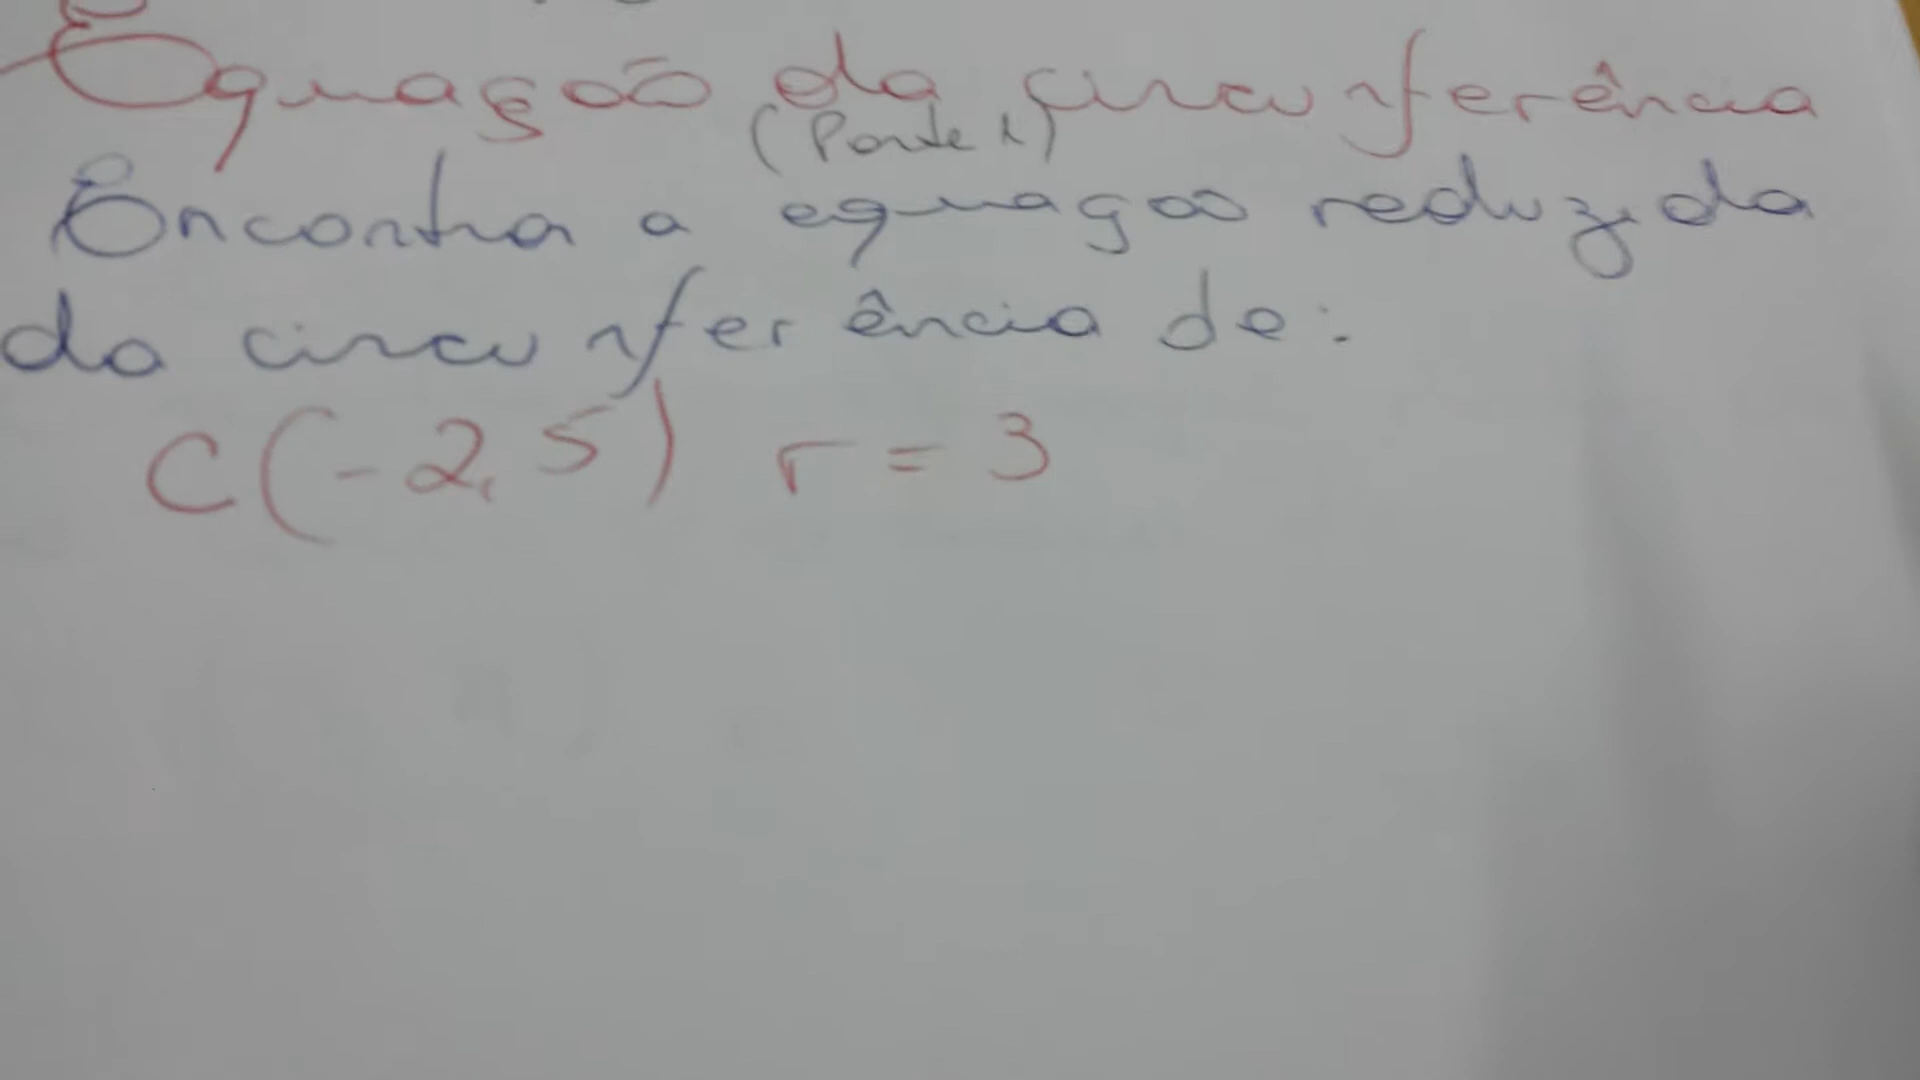 Equação da circunferência
(Parte 1)
Encontra a equação reduzida
da circunferência de:
C(-2,5) r = 3